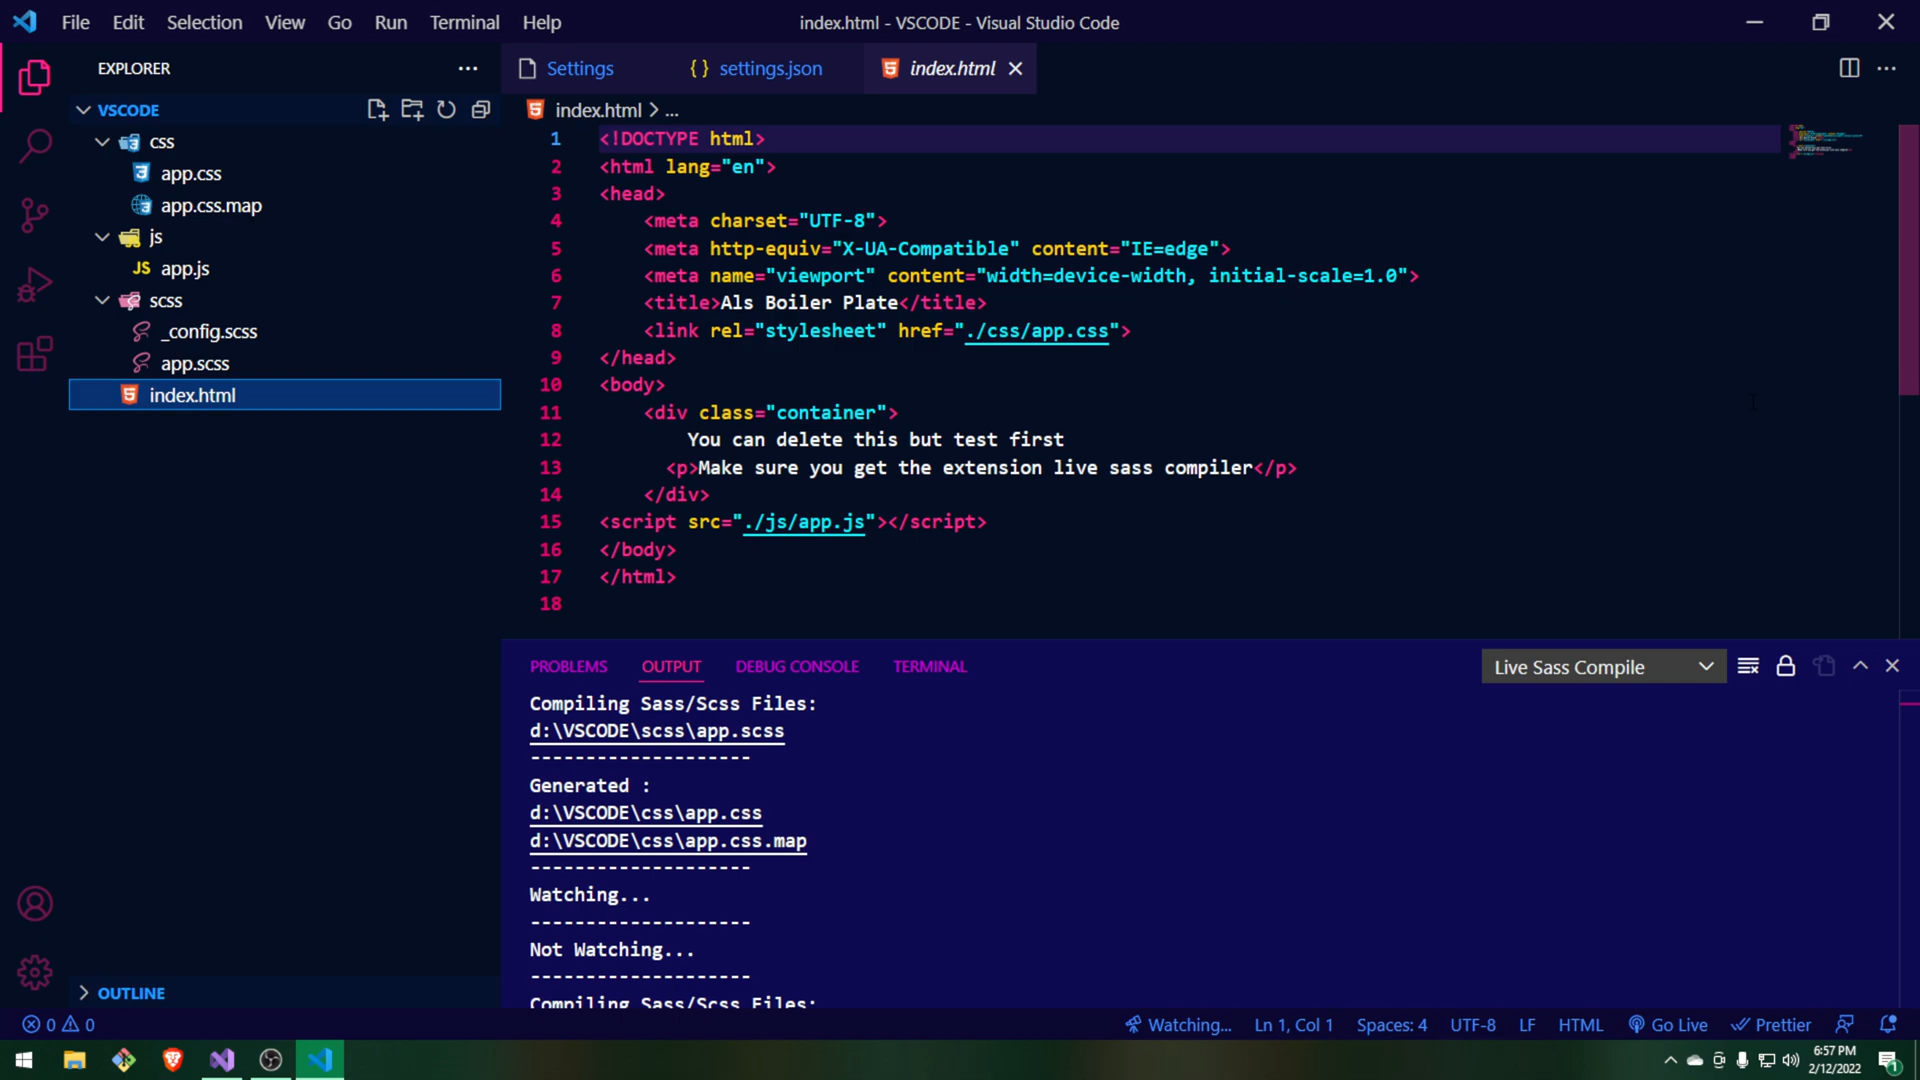 File Edit Selection View Go Run Terminal Help
index.html - VSCODE - Visual Studio Code
EXPLORER
VSCODE
css
app.css
app.css.map
js
JS app.js
scss
_config.scss
app.scss
index.html
OUTLINE
Settings
{ } settings.json
index.html
index.html > ...
1 <!DOCTYPE html>
2 <html lang="en">
3 <head>
4 <meta charset="UTF-8">
5 <meta http-equiv="X-UA-Compatible" content="IE=edge">
6 <meta name="viewport" content="width=device-width, initial-scale=1.0">
7 <title>Als Boiler Plate</title>
8 <link rel="stylesheet" href="./css/app.css">
9 </head>
10 <body>
11 <div class="container">
12 You can delete this but test first
13 <p>Make sure you get the extension live sass compiler</p>
14 </div>
15 <script src="./js/app.js"></script>
16 </body>
17 </html>
18
PROBLEMS OUTPUT DEBUG CONSOLE TERMINAL
Live Sass Compile
Compiling Sass/Scss Files:
d:\VSCODE\scss\app.scss
--------------------
Generated :
d:\VSCODE\css\app.css
d:\VSCODE\css\app.css.map
--------------------
Watching...
--------------------
Not Watching...
--------------------
Compiling Sass/Scss Files:
0 0
Watching... Ln 1, Col 1 Spaces: 4 UTF-8 LF HTML Go Live Prettier
6:57 PM
2/12/2022
1